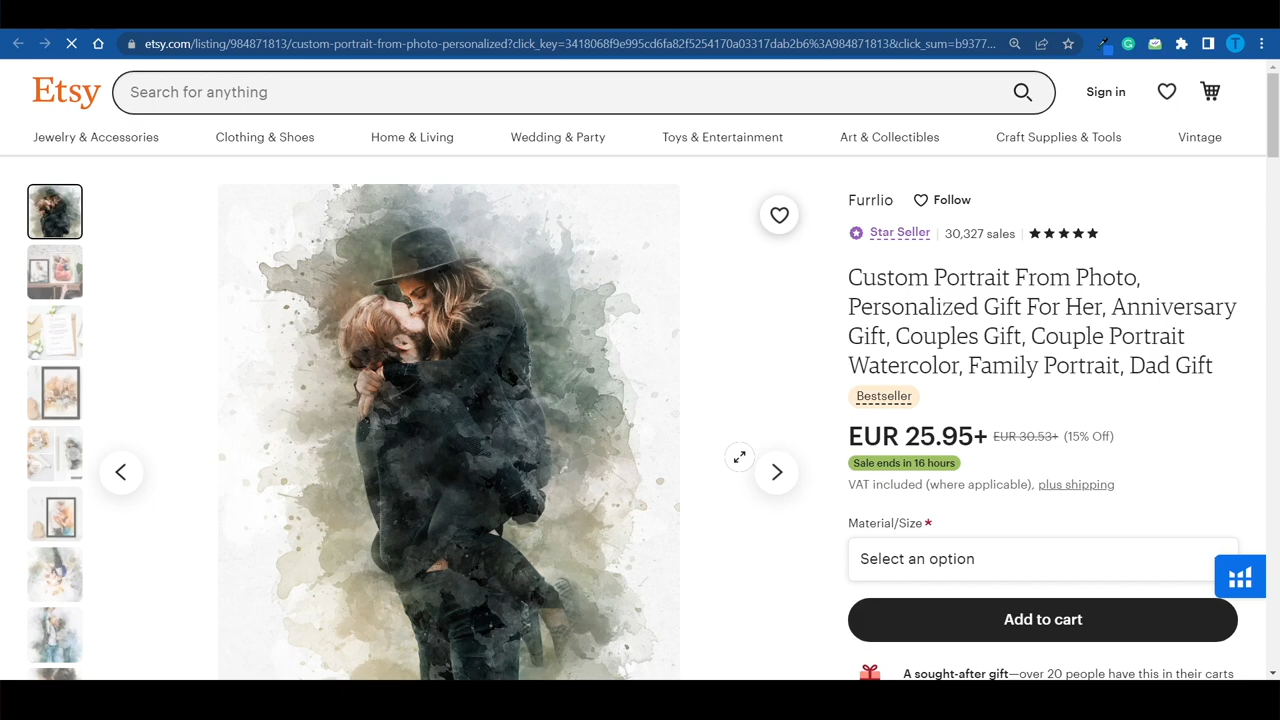 etsy.com/listing/984871813/custom-portrait-from-photo-personalized?click_key=3418068f9e995cd6fa82f5254170a03317dab2b6%3A984871813&click_sum=b9377...
T
Etsy
Search for anything
Sign in
Jewelry & Accessories
Clothing & Shoes
Home & Living
Wedding & Party
Toys & Entertainment
Art & Collectibles
Craft Supplies & Tools
Vintage
Furrlio
Follow
Star Seller
30,327 sales
Custom Portrait From Photo,
Personalized Gift For Her, Anniversary
Gift, Couples Gift, Couple Portrait
Watercolor, Family Portrait, Dad Gift
Bestseller
EUR 25.95+ EUR 30.53+ (15% Off)
Sale ends in 16 hours
VAT included (where applicable), plus shipping
Material/Size *
Select an option
Add to cart
A sought-after gift—over 20 people have this in their carts